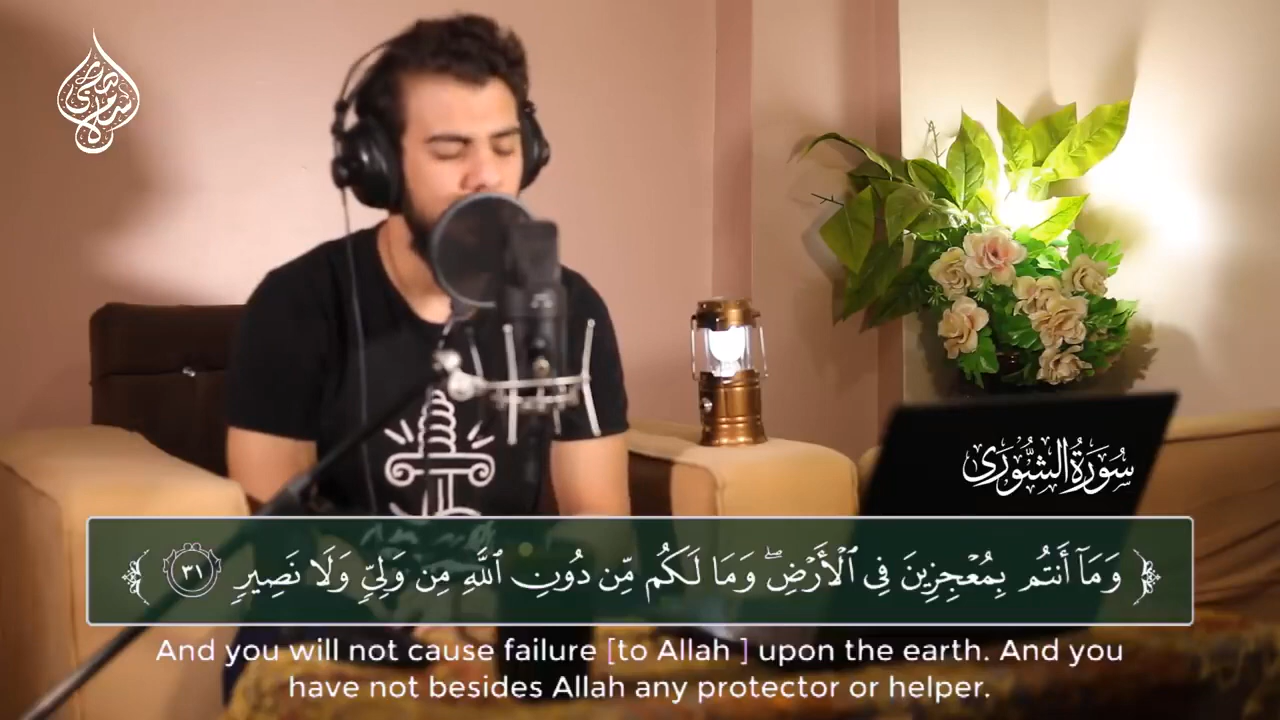 سُورَةُ الشُّورَىٰ
وَمَآ أَنتُم بِمُعْجِزِينَ فِى ٱلْأَرْضِ ۖ وَمَا لَكُم مِّن دُونِ ٱللَّهِ مِن وَلِىٍّ وَلَا نَصِيرٍ ٣١
And you will not cause failure [to Allah ] upon the earth. And you
have not besides Allah any protector or helper.